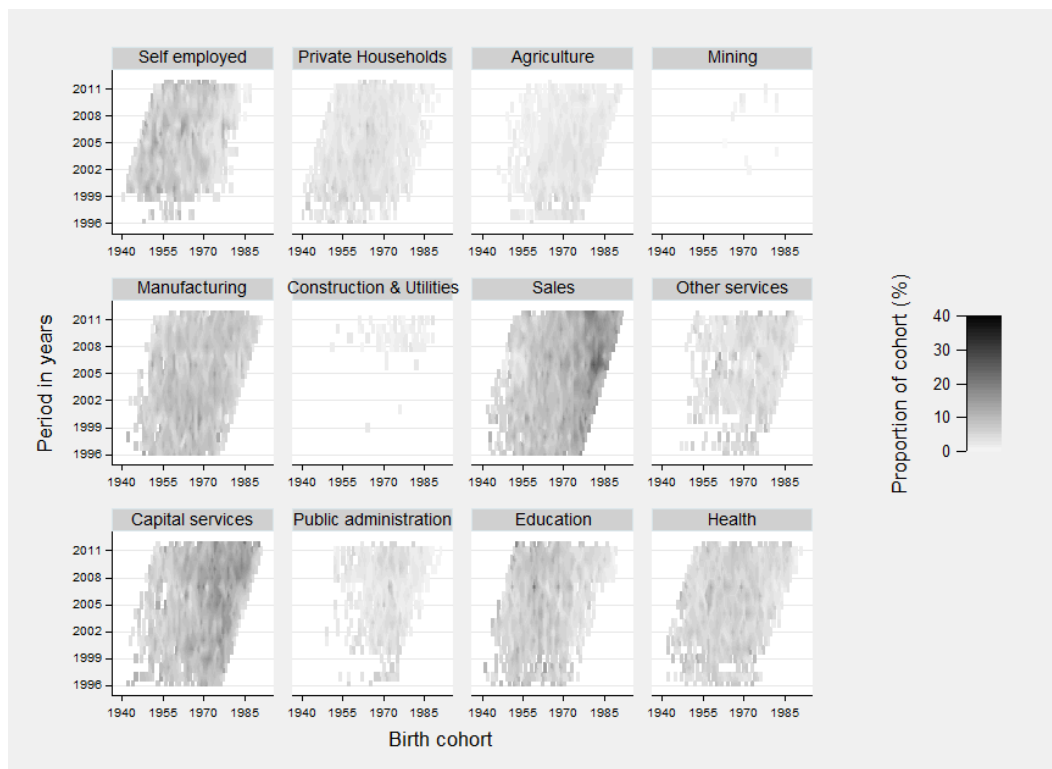 Self employed
Private Households
Agriculture
Mining
2011
2008
2005
2002
1999
1996
1940 1955 1970 1985
1940 1955 1970 1985
1940 1955 1970 1985
1940 1955 1970 1985
Manufacturing
Construction & Utilities
Sales
Other services
2011
2008
2005
2002
1999
1996
1940 1955 1970 1985
1940 1955 1970 1985
1940 1955 1970 1985
1940 1955 1970 1985
Capital services
Public administration
Education
Health
2011
2008
2005
2002
1999
1996
1940 1955 1970 1985
1940 1955 1970 1985
1940 1955 1970 1985
1940 1955 1970 1985
Period in years
Birth cohort
Proportion of cohort (%)
40
30
20
10
0